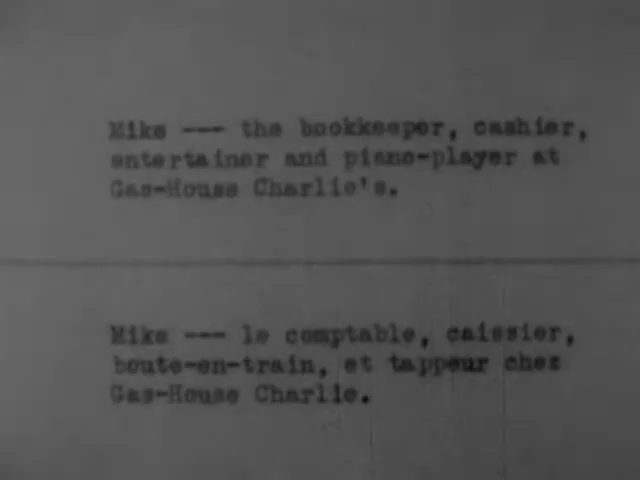 Mike --- the bookkeeper, cashier,
entertainer and piano-player at
Gas-House Charlie's.
Mike --- le comptable, caissier,
boute-en-train, et tappeur chez
Gas-House Charlie.